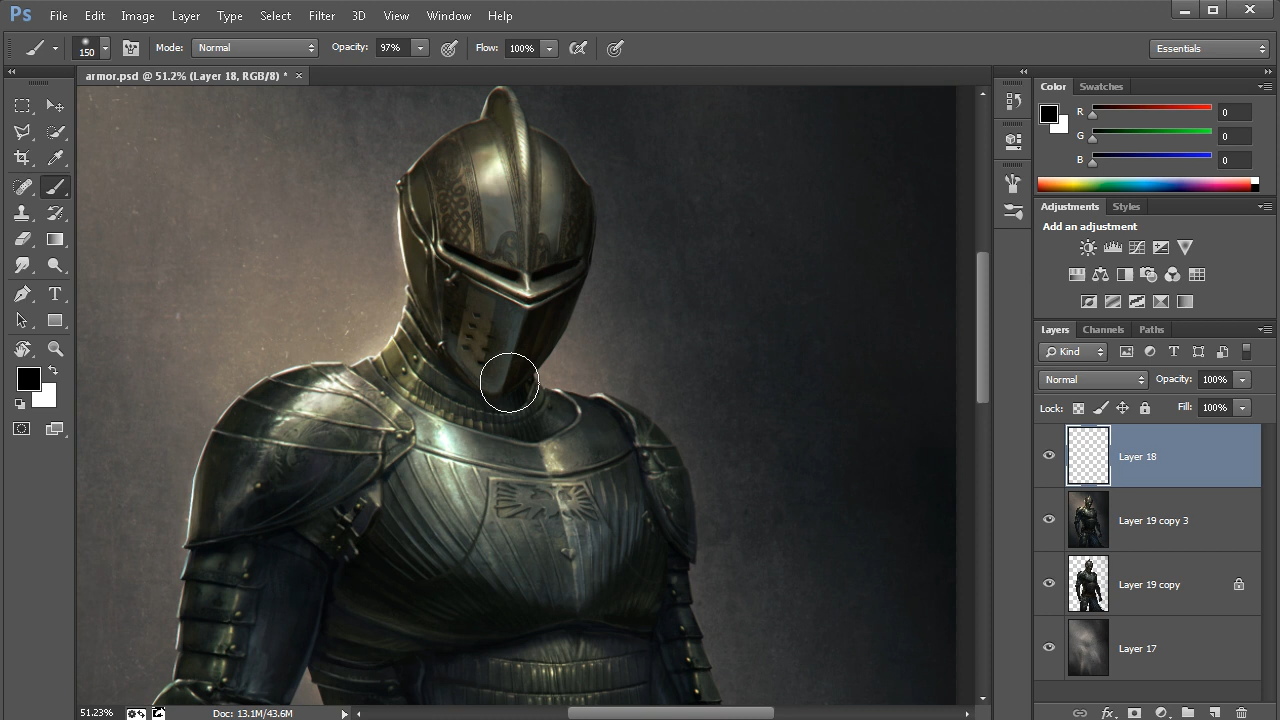 Ps File Edit Image Layer Type Select Filter 3D View Window Help
150 Mode: Normal Opacity: 97% Flow: 100% Essentials
armor.psd @ 51.2% (Layer 18, RGB/8) * ×
Color Swatches
R 0
G 0
B 0
Adjustments Styles
Add an adjustment
Layers Channels Paths
Kind
Normal Opacity: 100%
Lock: Fill: 100%
Layer 18
Layer 19 copy 3
Layer 19 copy
Layer 17
51.23% Doc: 13.1M/43.6M
fx